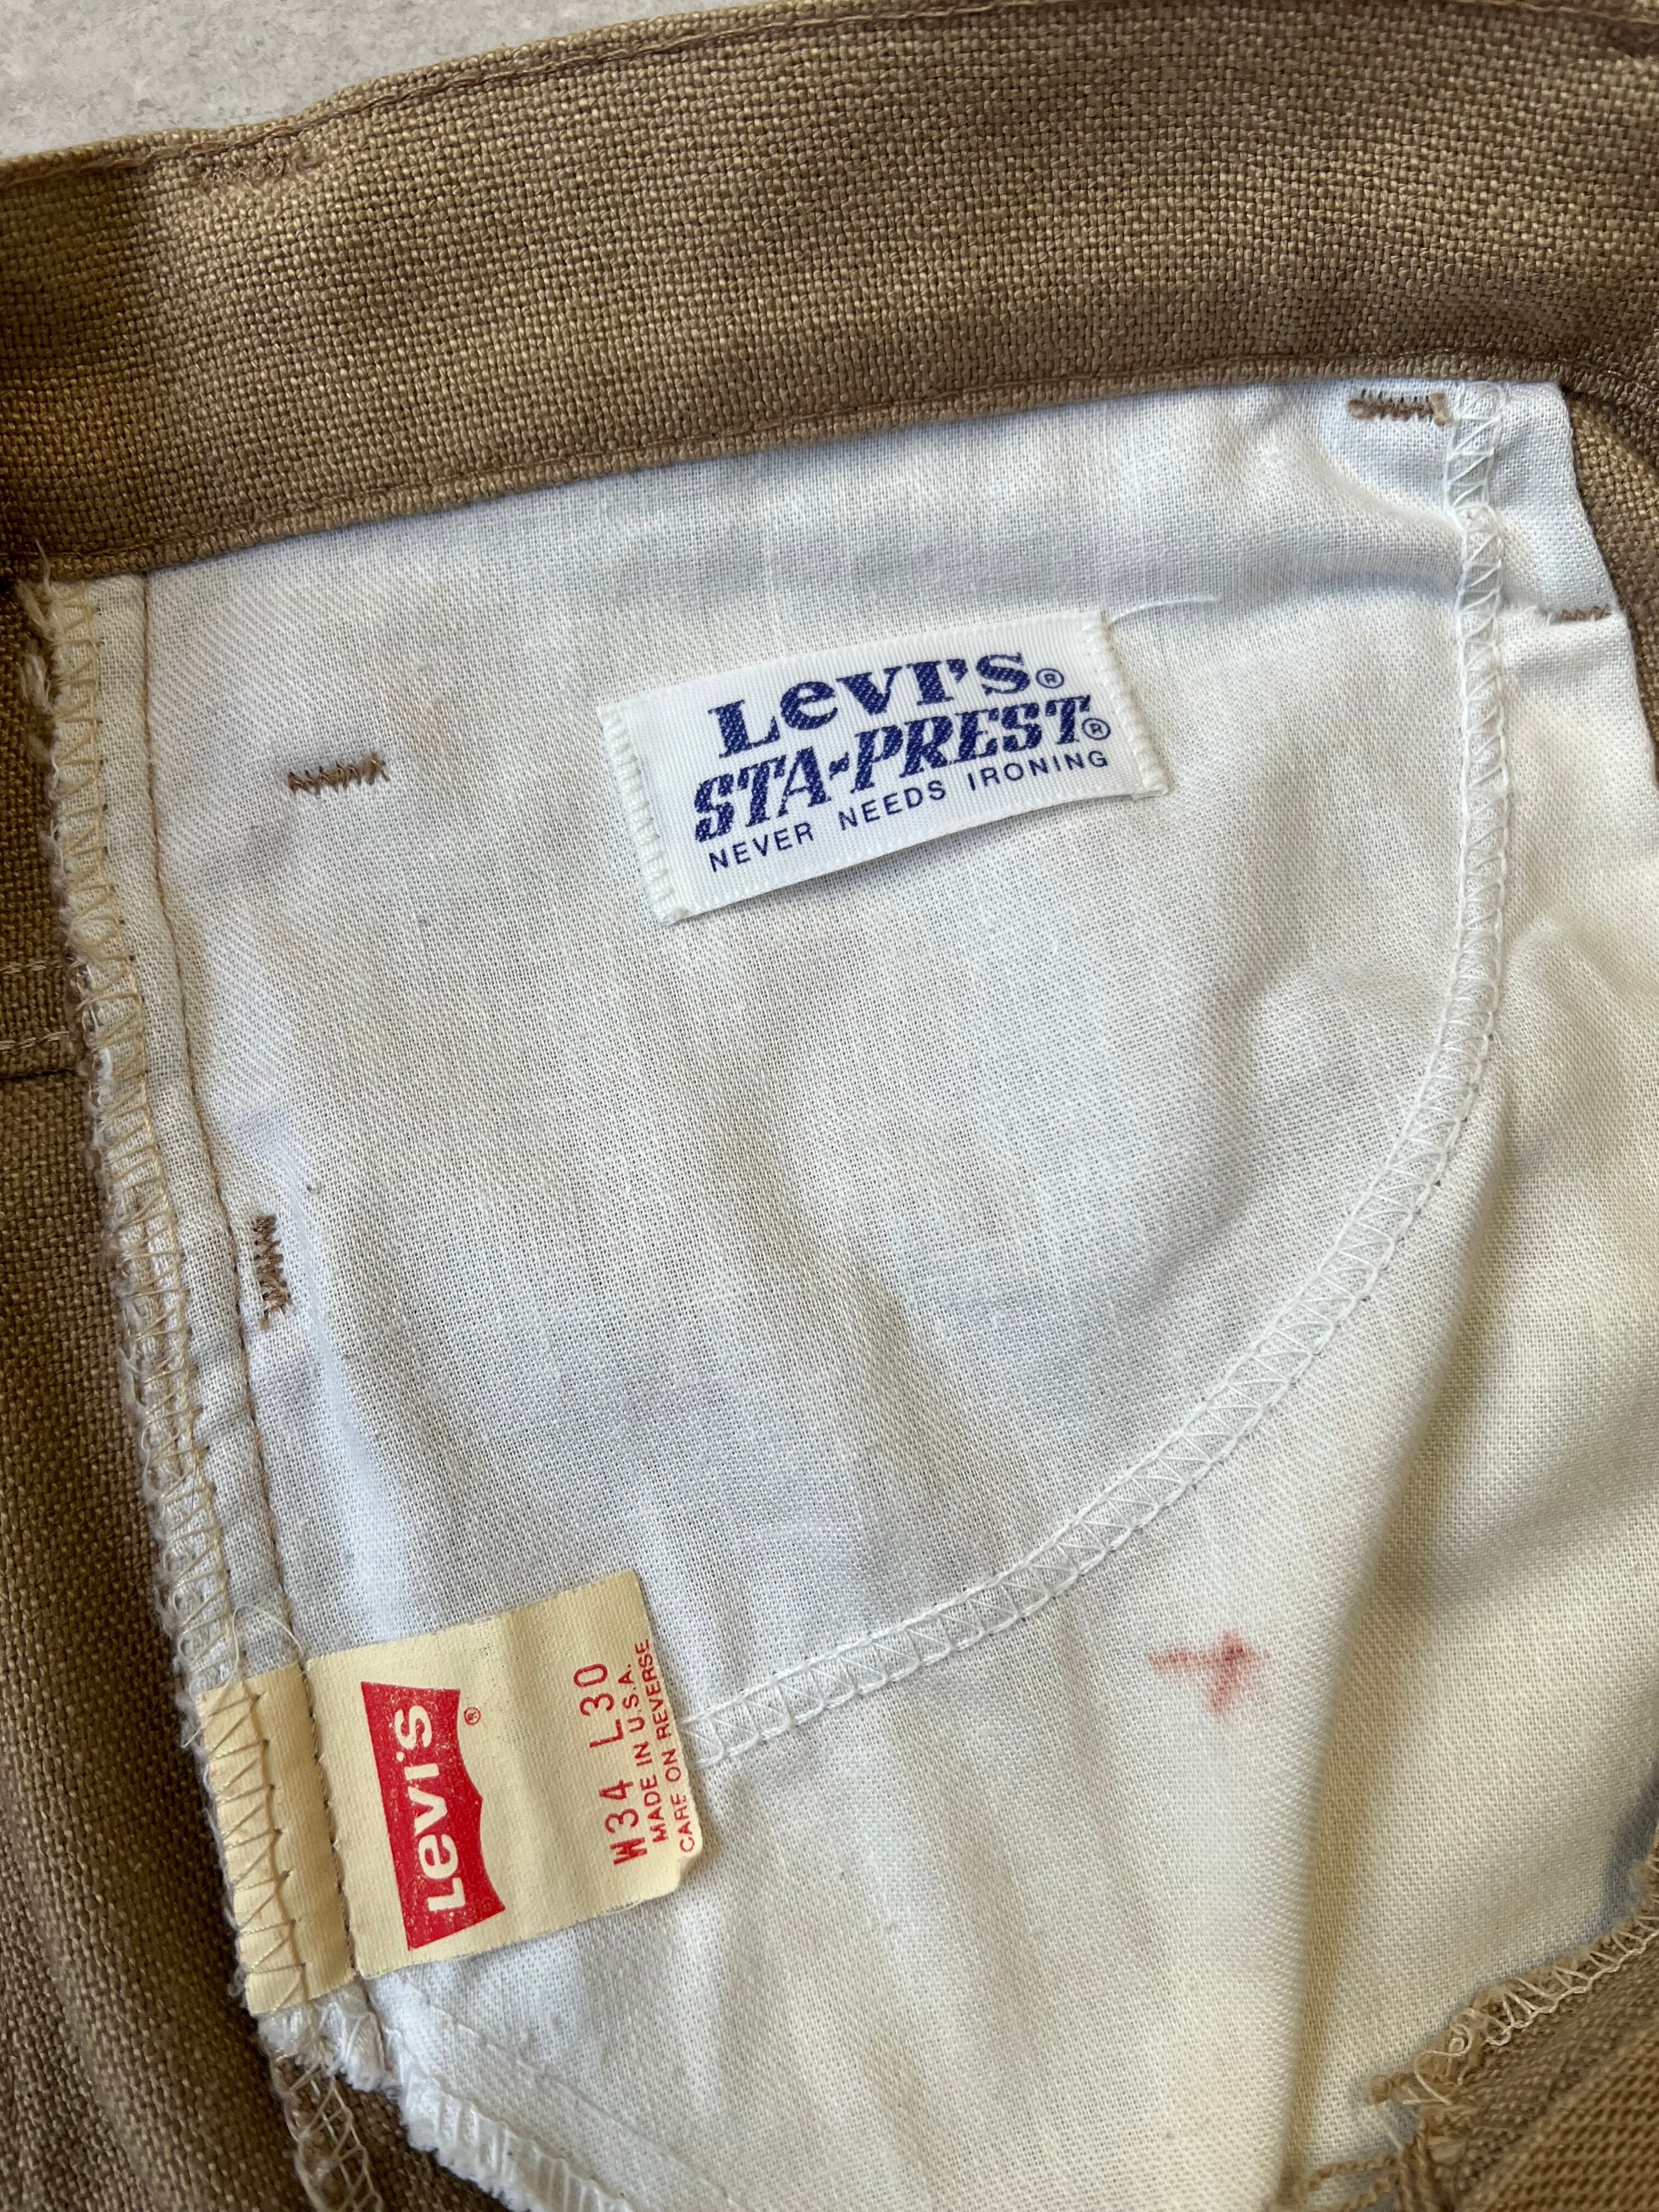 Levi's®
STA-PREST®
NEVER NEEDS IRONING
Levi's ®
W34 L30
MADE IN U.S.A.
CARE ON REVERSE